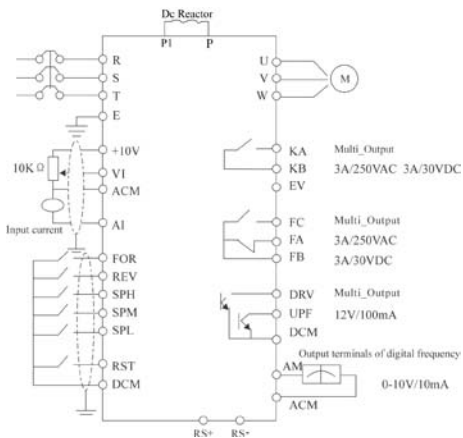 Dc Reactor
P1 P
R
S
T
E
+10V
10K Ω
VI
ACM
AI
Input current
FOR
REV
SPH
SPM
SPL
RST
DCM
U
V
W
M
KA Multi_Output
KB 3A/250VAC 3A/30VDC
EV
FC Multi_Output
FA 3A/250VAC
FB 3A/30VDC
DRV Multi_Output
UPF 12V/100mA
DCM
Output terminals of digital frequency
AM
0-10V/10mA
ACM
RS+ RS-